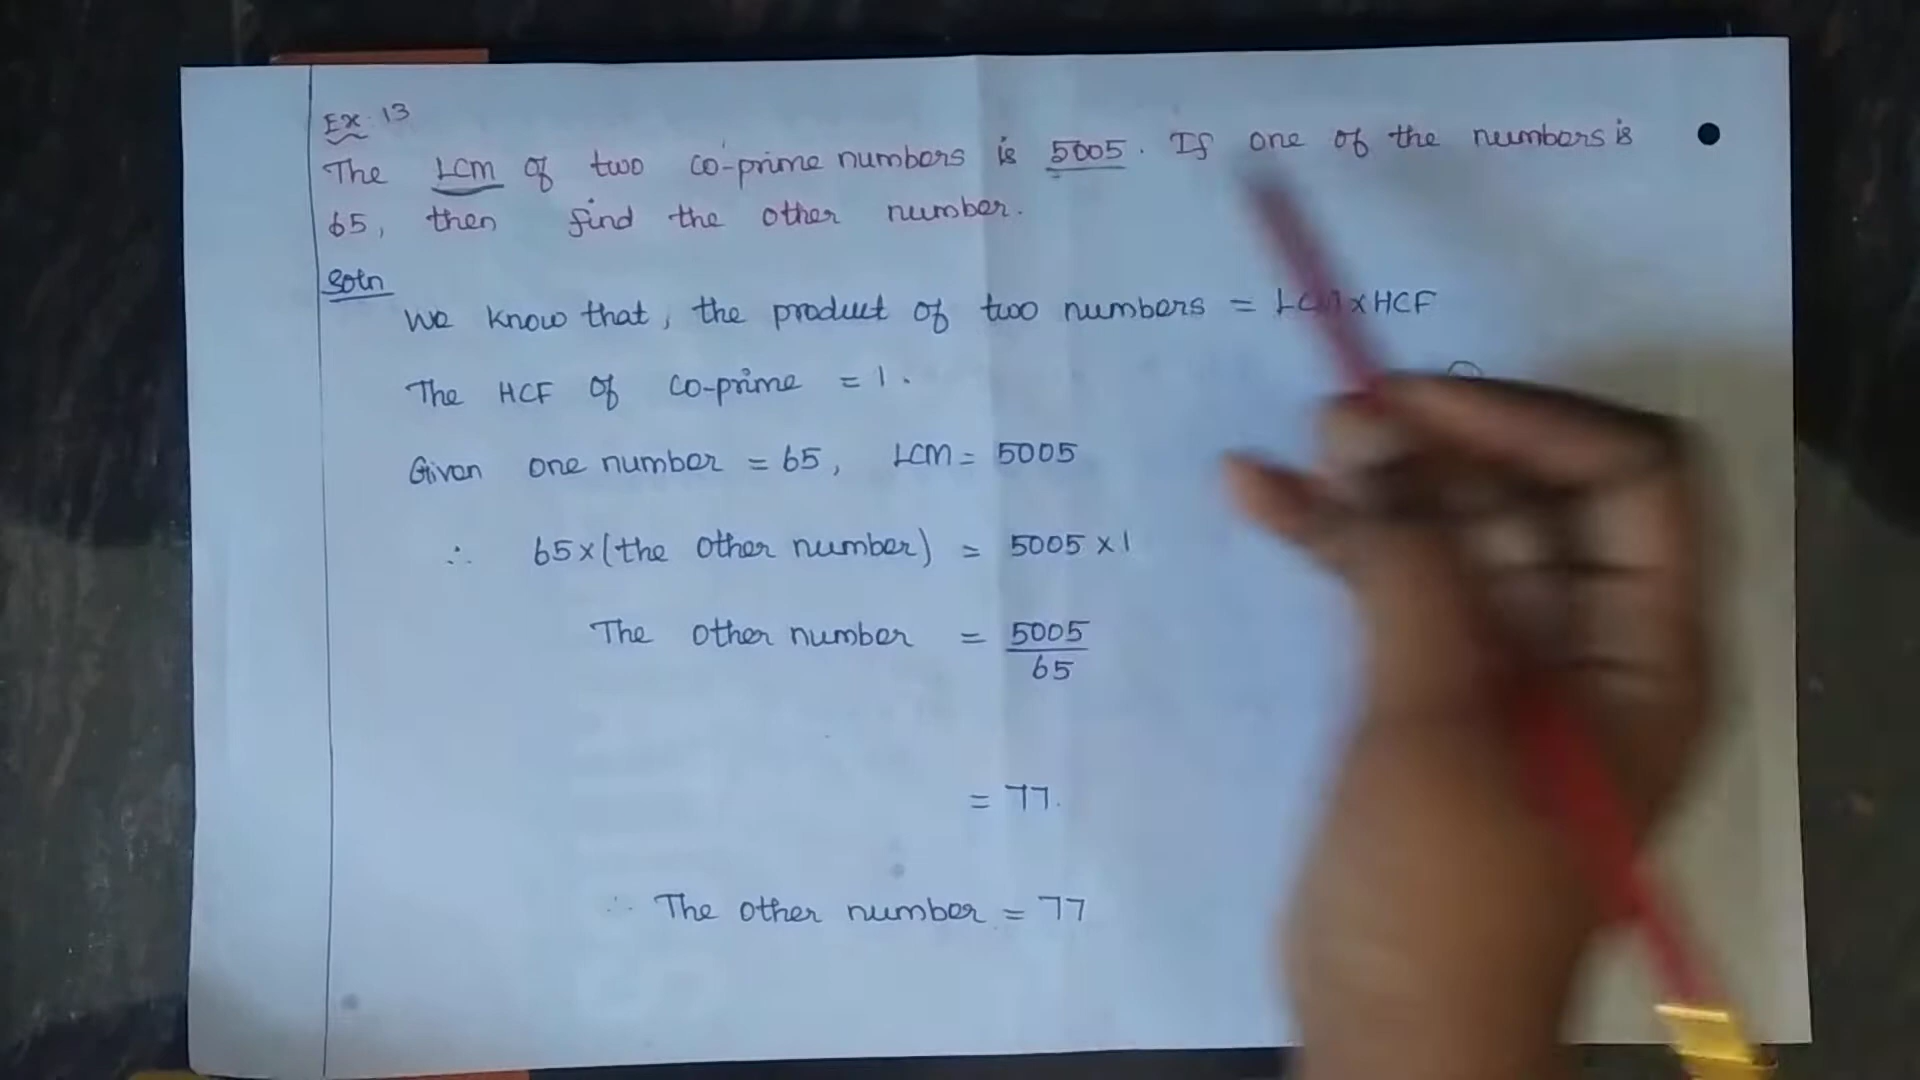 Ex: 13
The LCM of two co-prime numbers is 5005. If one of the numbers is
65, then find the other number.
Soln
We know that, the product of two numbers = LCM x HCF
The HCF of co-prime = 1.
Given one number = 65, LCM = 5005
∴ 65 x (the other number) = 5005 x 1
The other number = 5005/65
= 77.
∴ The other number = 77